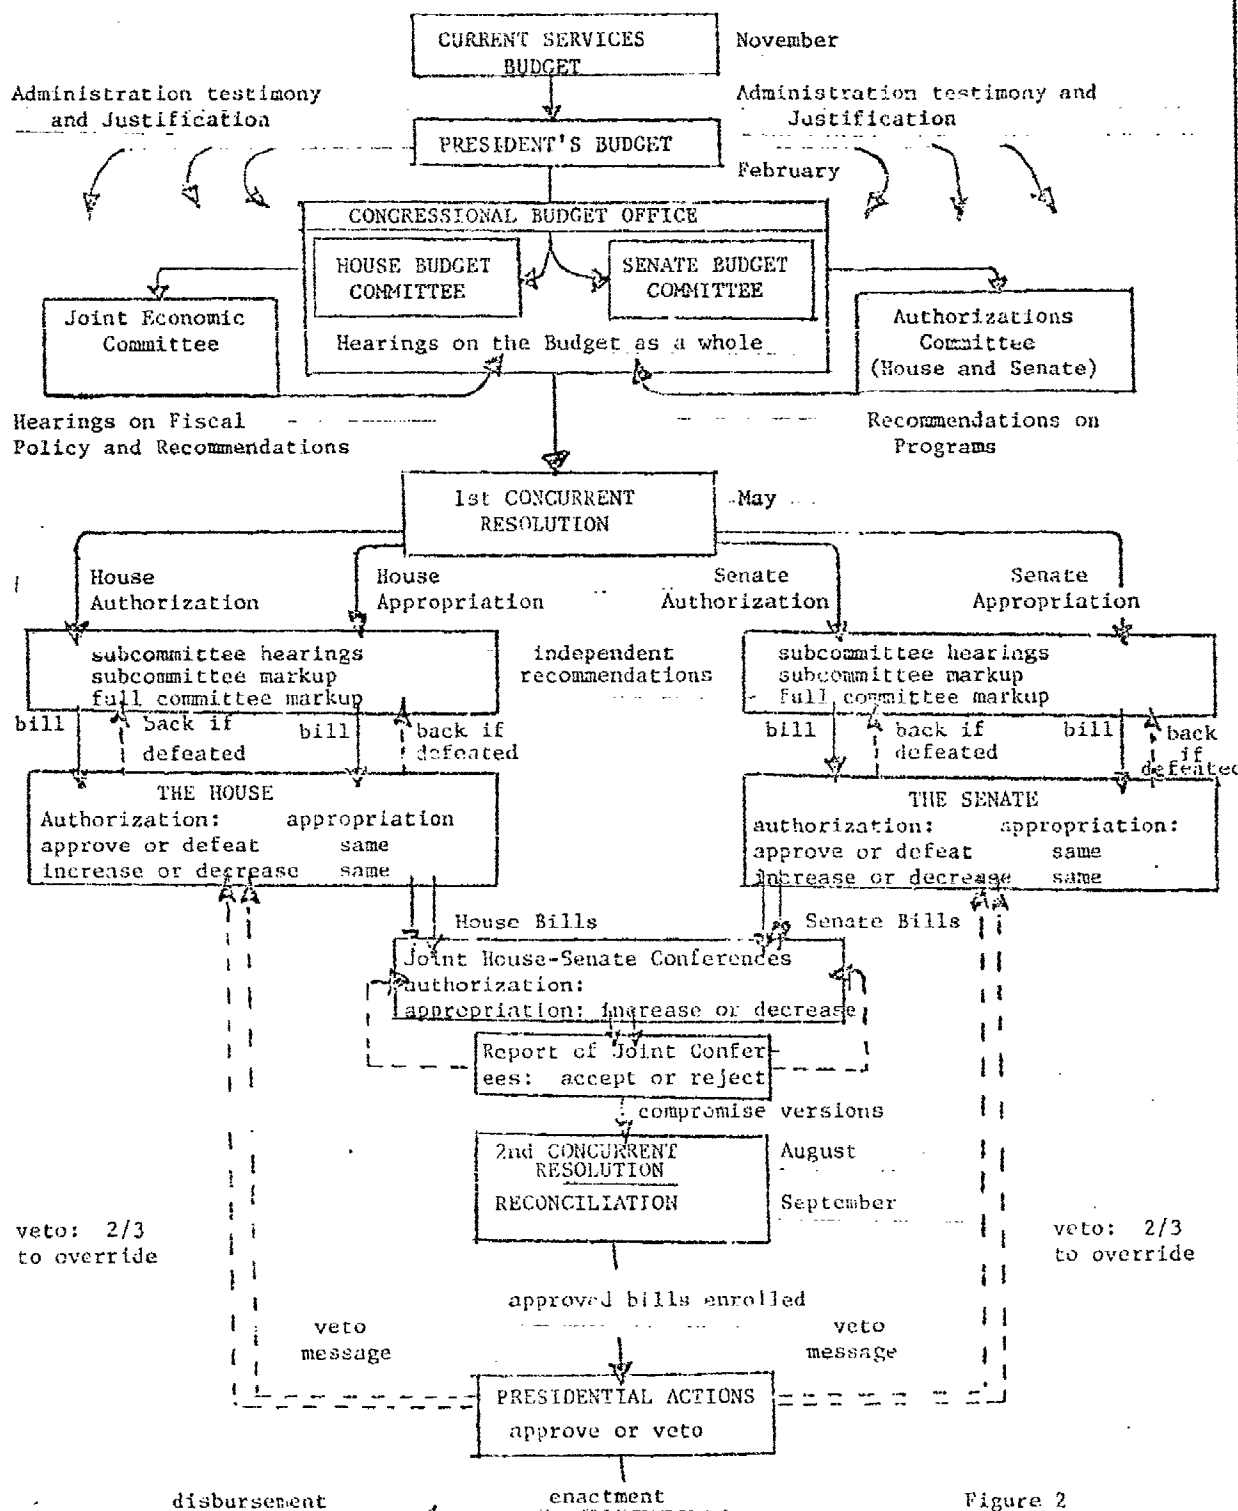 CURRENT SERVICES
BUDGET
November
Administration testimony
and Justification
Administration testimony and
Justification
PRESIDENT'S BUDGET
February
CONGRESSIONAL BUDGET OFFICE
HOUSE BUDGET
COMMITTEE
SENATE BUDGET
COMMITTEE
Hearings on the Budget as a whole
Joint Economic
Committee
Authorizations
Committee
(House and Senate)
Hearings on Fiscal
Policy and Recommendations
Recommendations on
Programs
1st CONCURRENT
RESOLUTION
May
House
Authorization
House
Appropriation
Senate
Authorization
Senate
Appropriation
subcommittee hearings
subcommittee markup
full committee markup
independent
recommendations
subcommittee hearings
subcommittee markup
full committee markup
bill
back if
defeated
bill
back if
defeated
bill
back if
defeated
bill
back
if
defeated
THE HOUSE
Authorization: appropriation
approve or defeat same
increase or decrease same
THE SENATE
authorization: appropriation:
approve or defeat same
increase or decrease same
House Bills
Senate Bills
Joint House-Senate Conferences
authorization:
appropriation: increase or decrease
Report of Joint Confer-
ees: accept or reject
compromise versions
2nd CONCURRENT
RESOLUTION
August
RECONCILIATION
September
veto: 2/3
to override
veto: 2/3
to override
approved bills enrolled
veto
message
veto
message
PRESIDENTIAL ACTIONS
approve or veto
disbursement
enactment
Figure 2